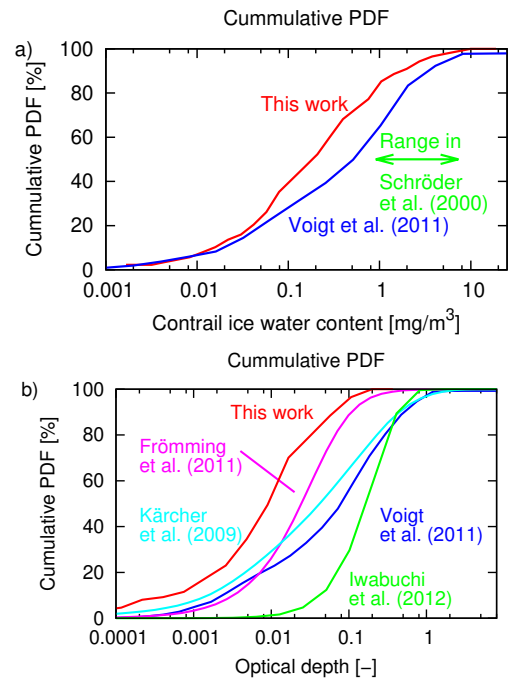 Cummulative PDF
a)
100
80
60
40
20
0
Cummulative PDF [%]
This work
Range in
Schröder
et al. (2000)
Voigt et al. (2011)
0.001
0.01
0.1
1
10
Contrail ice water content [mg/m³]
Cummulative PDF
b)
100
80
60
40
20
0
Cummulative PDF [%]
This work
Frömming
et al. (2011)
Kärcher
et al.
(2009)
Voigt
et al.
(2011)
Iwabuchi
et al. (2012)
0.0001
0.001
0.01
0.1
1
Optical depth [−]